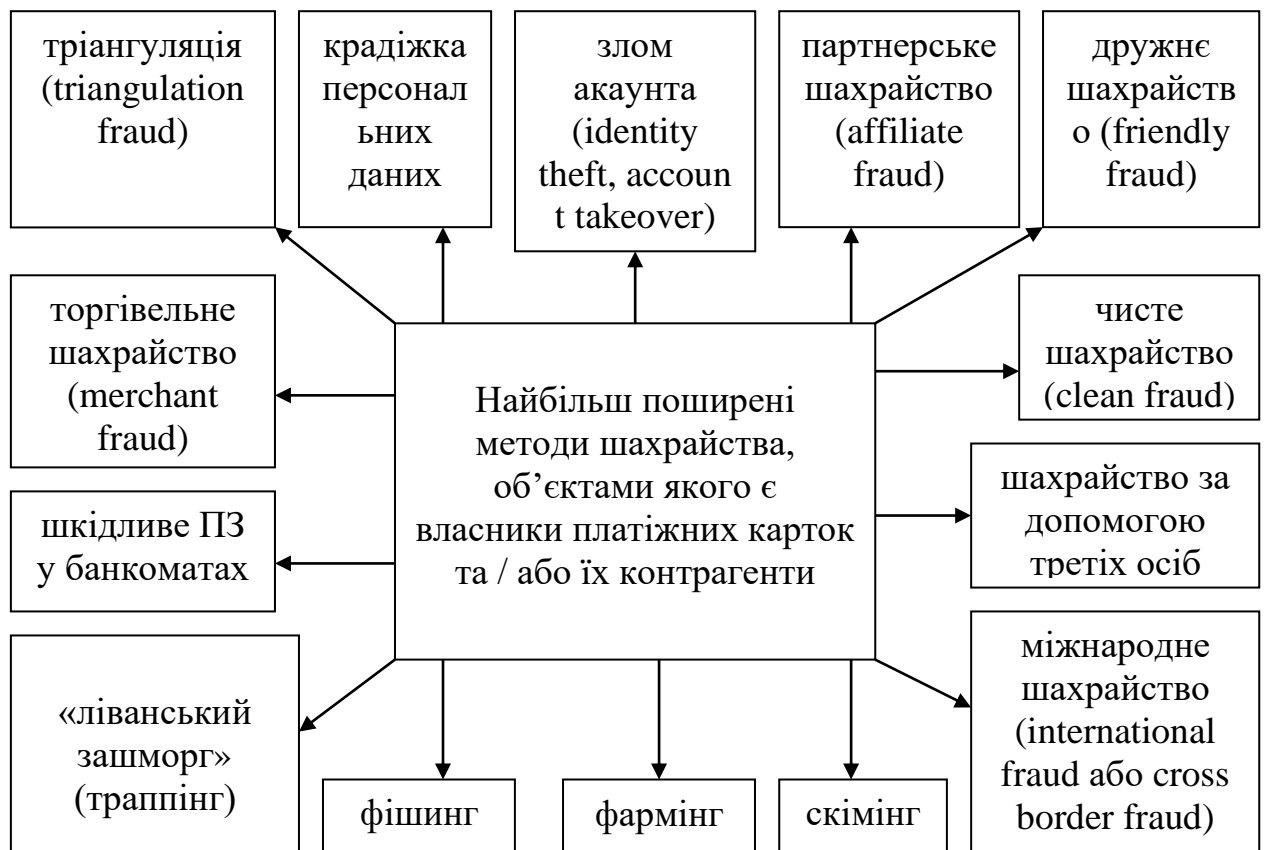 тріангуляція
(triangulation
fraud)
крадіжка
персонал
ьних
даних
злом
акаунта
(identity
theft, accoun
t takeover)
партнерське
шахрайство
(affiliate
fraud)
дружнє
шахрайств
о (friendly
fraud)
торгівельне
шахрайство
(merchant
fraud)
Найбільш поширені
методи шахрайства,
об’єктами якого є
власники платіжних карток
та / або їх контрагенти
чисте
шахрайство
(clean fraud)
шкідливе ПЗ
у банкоматах
шахрайство за
допомогою
третіх осіб
«ліванський
зашморг»
(траппінг)
фішинг
фармінг
скімінг
міжнародне
шахрайство
(international
fraud або cross
border fraud)